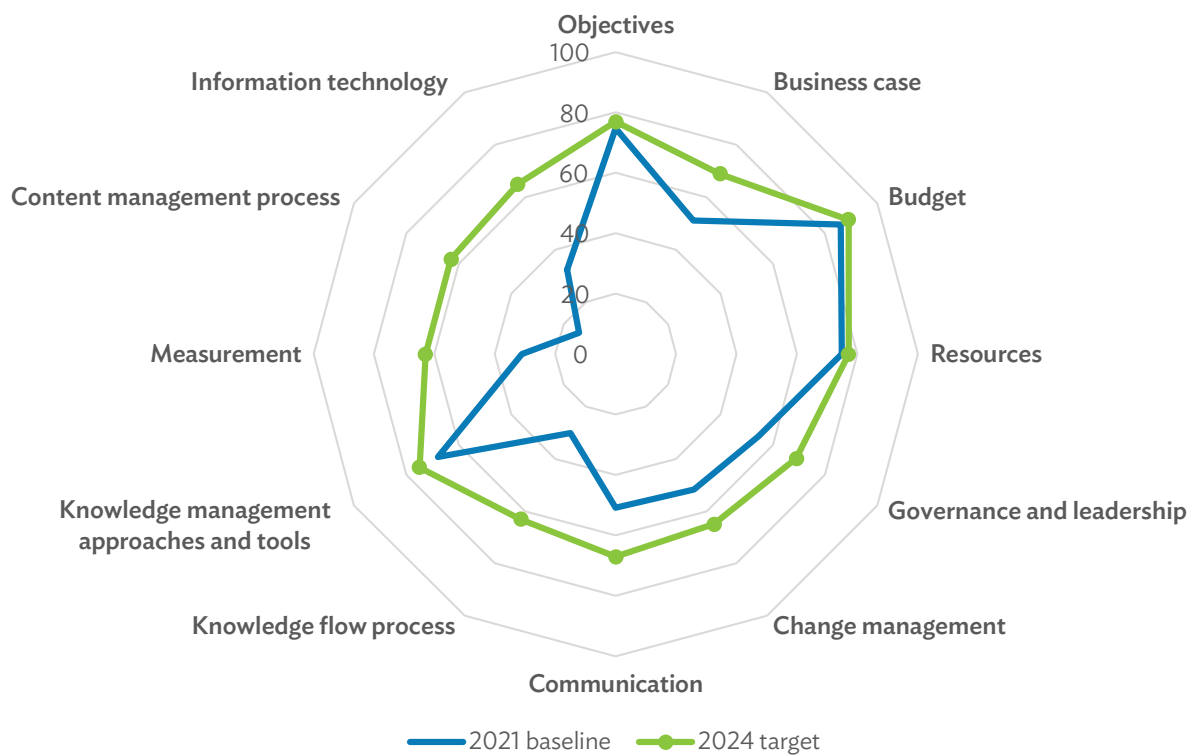 Objectives
100
Information technology
Business case
80
Content management process
60
Budget
40
20
Measurement
0
Resources
Knowledge management
approaches and tools
Governance and leadership
Knowledge flow process
Change management
Communication
2021 baseline
2024 target